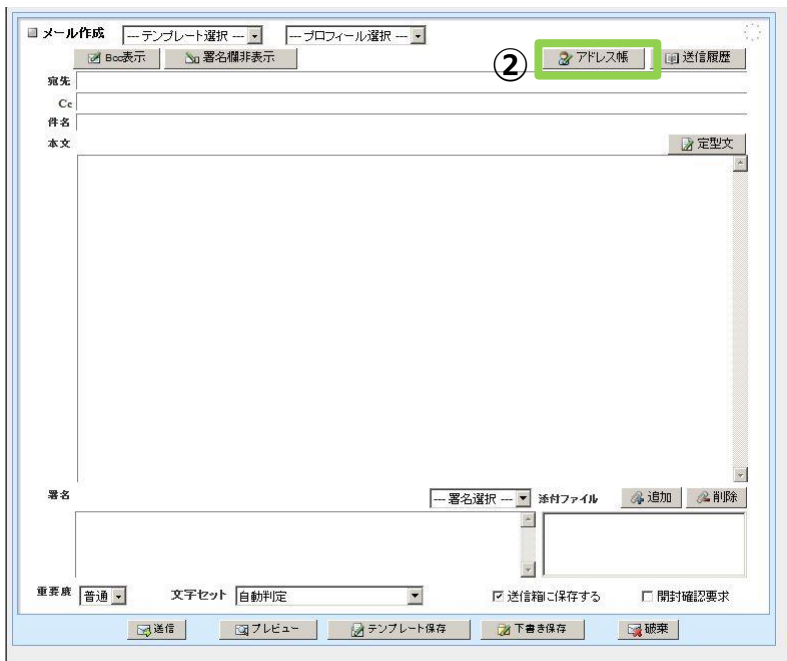 メール作成 --- テンプレート選択 --- --- プロフィール選択 ---
Bcc表示 署名欄非表示 ② アドレス帳 送信履歴
宛先
Cc
件名
本文 定型文
署名 --- 署名選択 --- 添付ファイル 追加 削除
重要度 普通 文字セット 自動判定 送信箱に保存する 開封確認要求
送信 プレビュー テンプレート保存 下書き保存 破棄